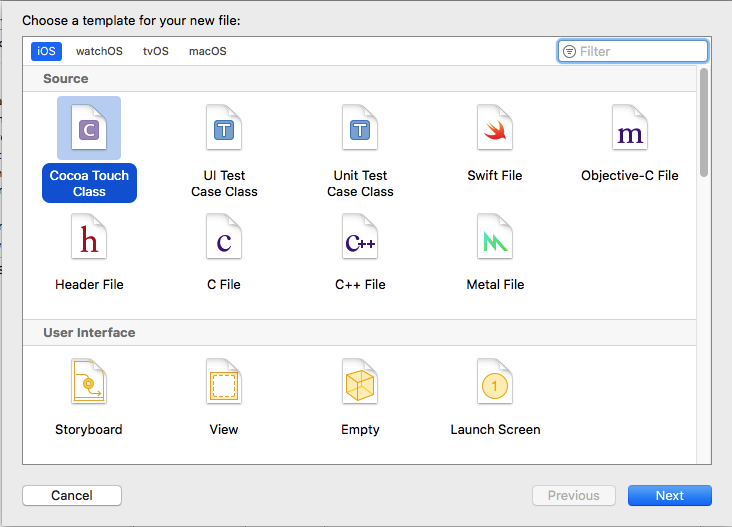 Choose a template for your new file:
iOS watchOS tvOS macOS Filter
Source
C T T m
Cocoa Touch Class
UI Test Case Class
Unit Test Case Class
Swift File
Objective-C File
h c C++
Header File
C File
C++ File
Metal File
User Interface
1
Storyboard
View
Empty
Launch Screen
Cancel Previous Next